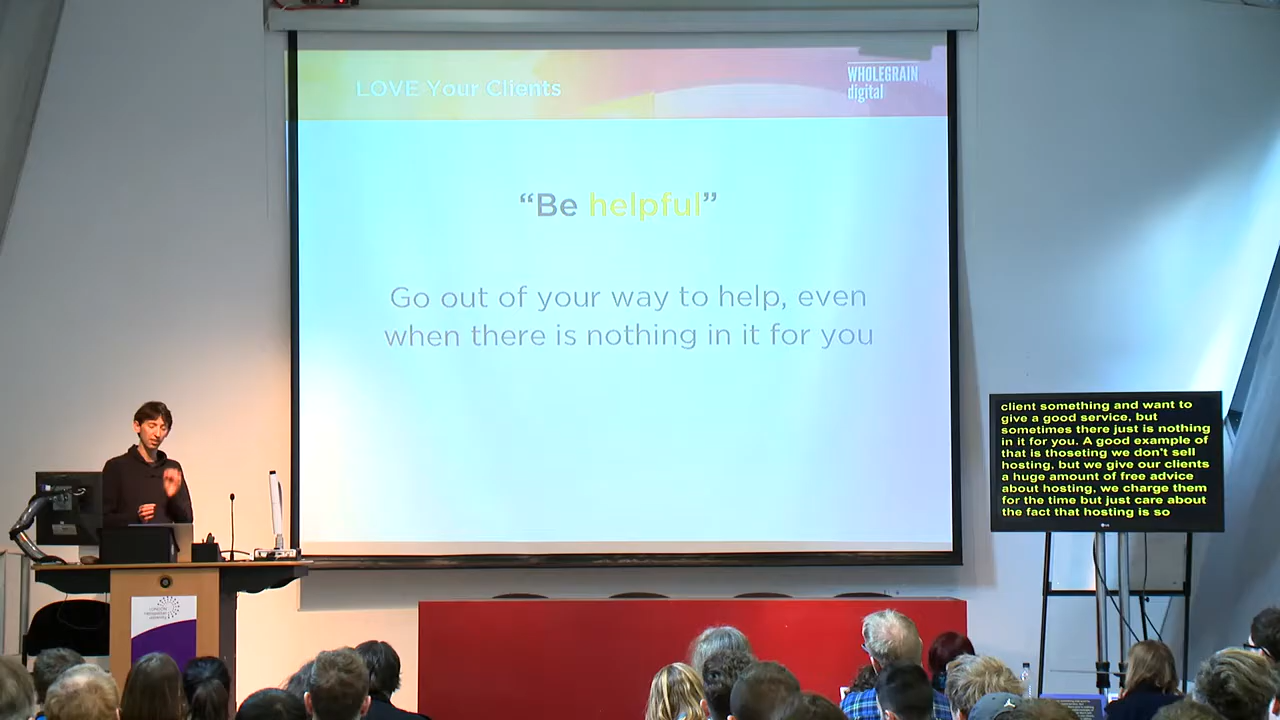 LOVE Your Clients
WHOLEGRAIN
digital
“Be helpful”
Go out of your way to help, even
when there is nothing in it for you
client something and want to
give a good service, but
sometimes there just is nothing
in it for you. A good example of
that is thoseting we don't sell
hosting, but we give our clients
a huge amount of free advice
about hosting, we charge them
for the time but just care about
the fact that hosting is so